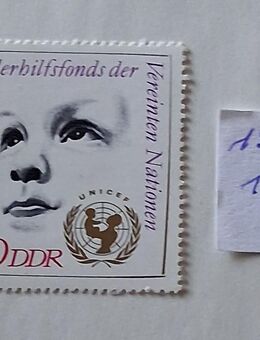 erhilfsfonds der
Vereinten Nationen
UNICEF
DDR